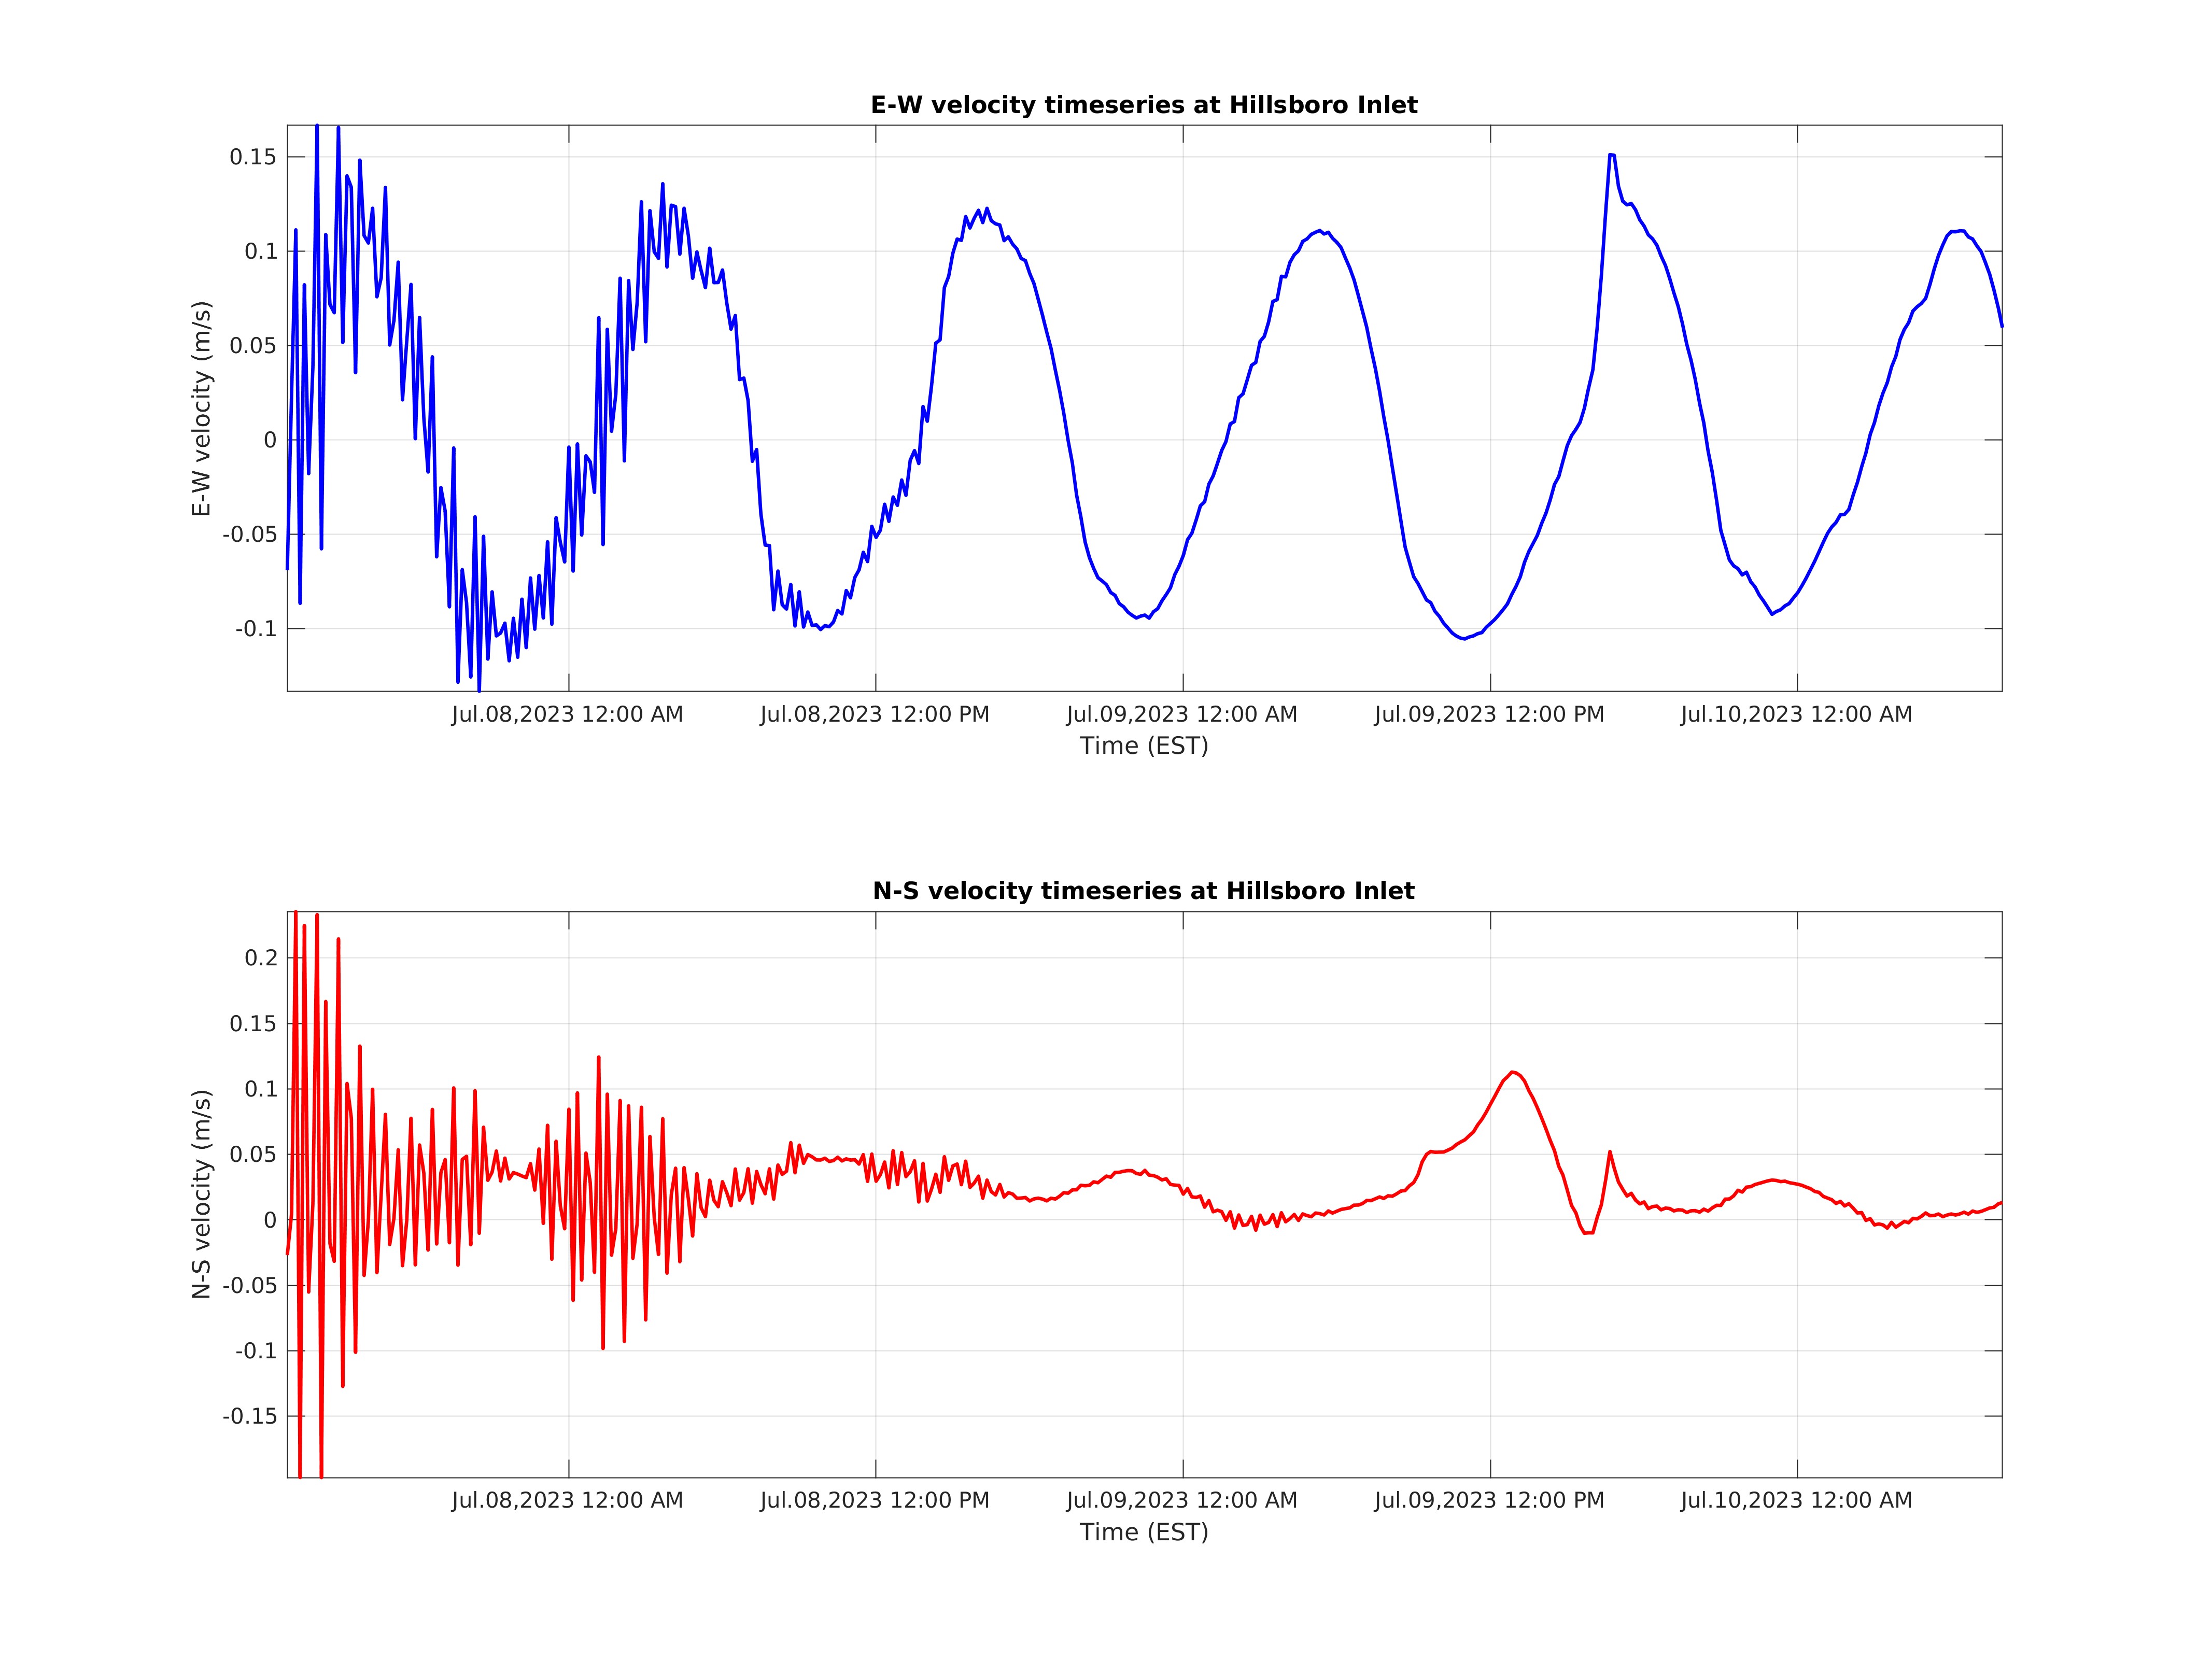 E-W velocity timeseries at Hillsboro Inlet
0.15
0.1
0.05
0
-0.05
-0.1
E-W velocity (m/s)
Jul.08,2023 12:00 AM Jul.08,2023 12:00 PM Jul.09,2023 12:00 AM Jul.09,2023 12:00 PM Jul.10,2023 12:00 AM
Time (EST)
N-S velocity timeseries at Hillsboro Inlet
0.2
0.15
0.1
0.05
0
-0.05
-0.1
-0.15
N-S velocity (m/s)
Jul.08,2023 12:00 AM Jul.08,2023 12:00 PM Jul.09,2023 12:00 AM Jul.09,2023 12:00 PM Jul.10,2023 12:00 AM
Time (EST)